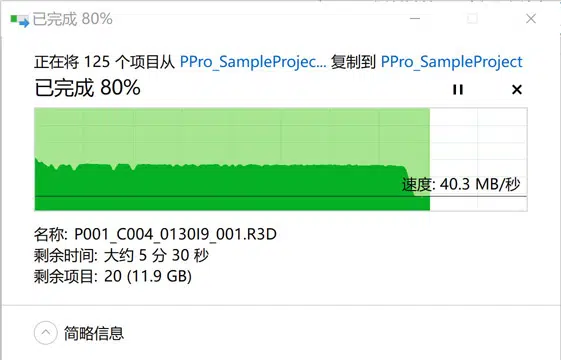 已完成 80%
正在将 125 个项目从 PPro_SampleProjec... 复制到 PPro_SampleProject
已完成 80%
速度: 40.3 MB/秒
名称: P001_C004_0130I9_001.R3D
剩余时间: 大约 5 分 30 秒
剩余项目: 20 (11.9 GB)
简略信息